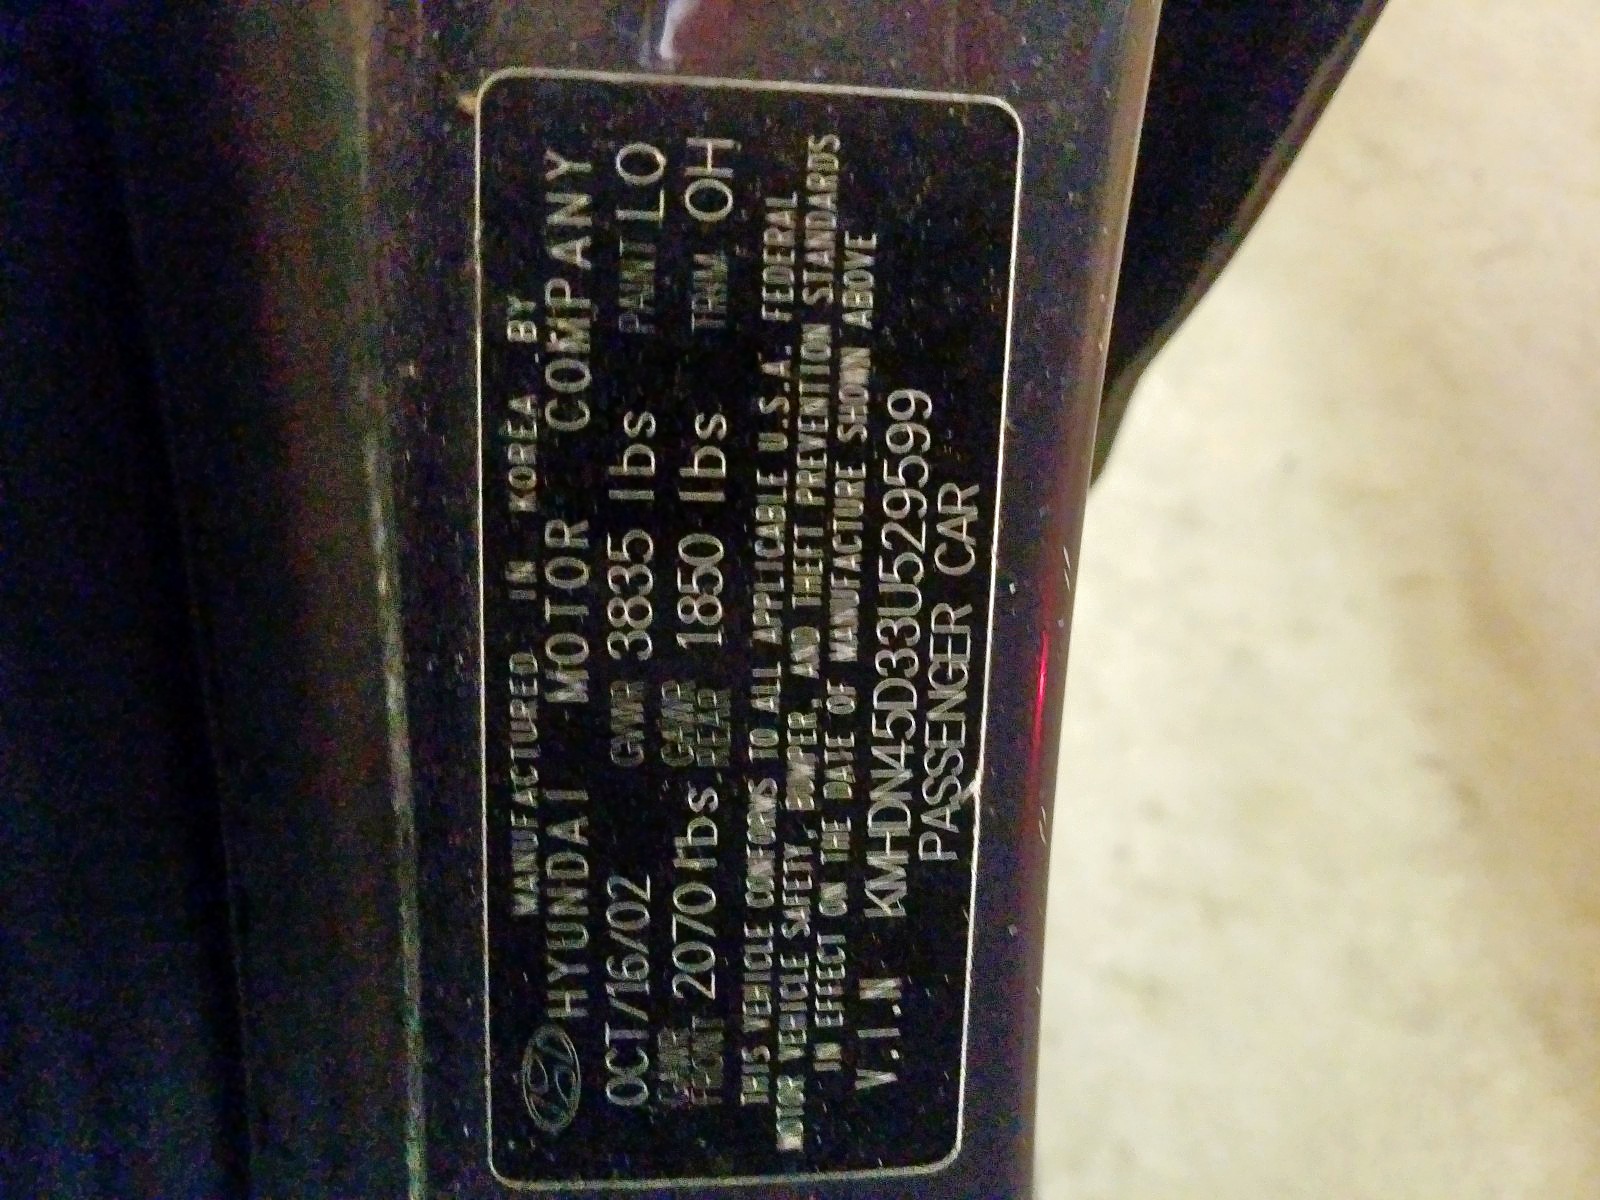 MANUFACTURED IN KOREA BY
HYUNDAI MOTOR COMPANY
OCT/16/02 GVWR 3835 lbs PAINT LO
GAWR FRONT 2070 lbs GAWR REAR 1850 lbs TRIM OH
THIS VEHICLE CONFORMS TO ALL APPLICABLE U.S.A. FEDERAL
MOTOR VEHICLE SAFETY, BUMPER, AND THEFT PREVENTION STANDARDS
IN EFFECT ON THE DATE OF MANUFACTURE SHOWN ABOVE
V.I.N KMHDN45D33U529599
PASSENGER CAR